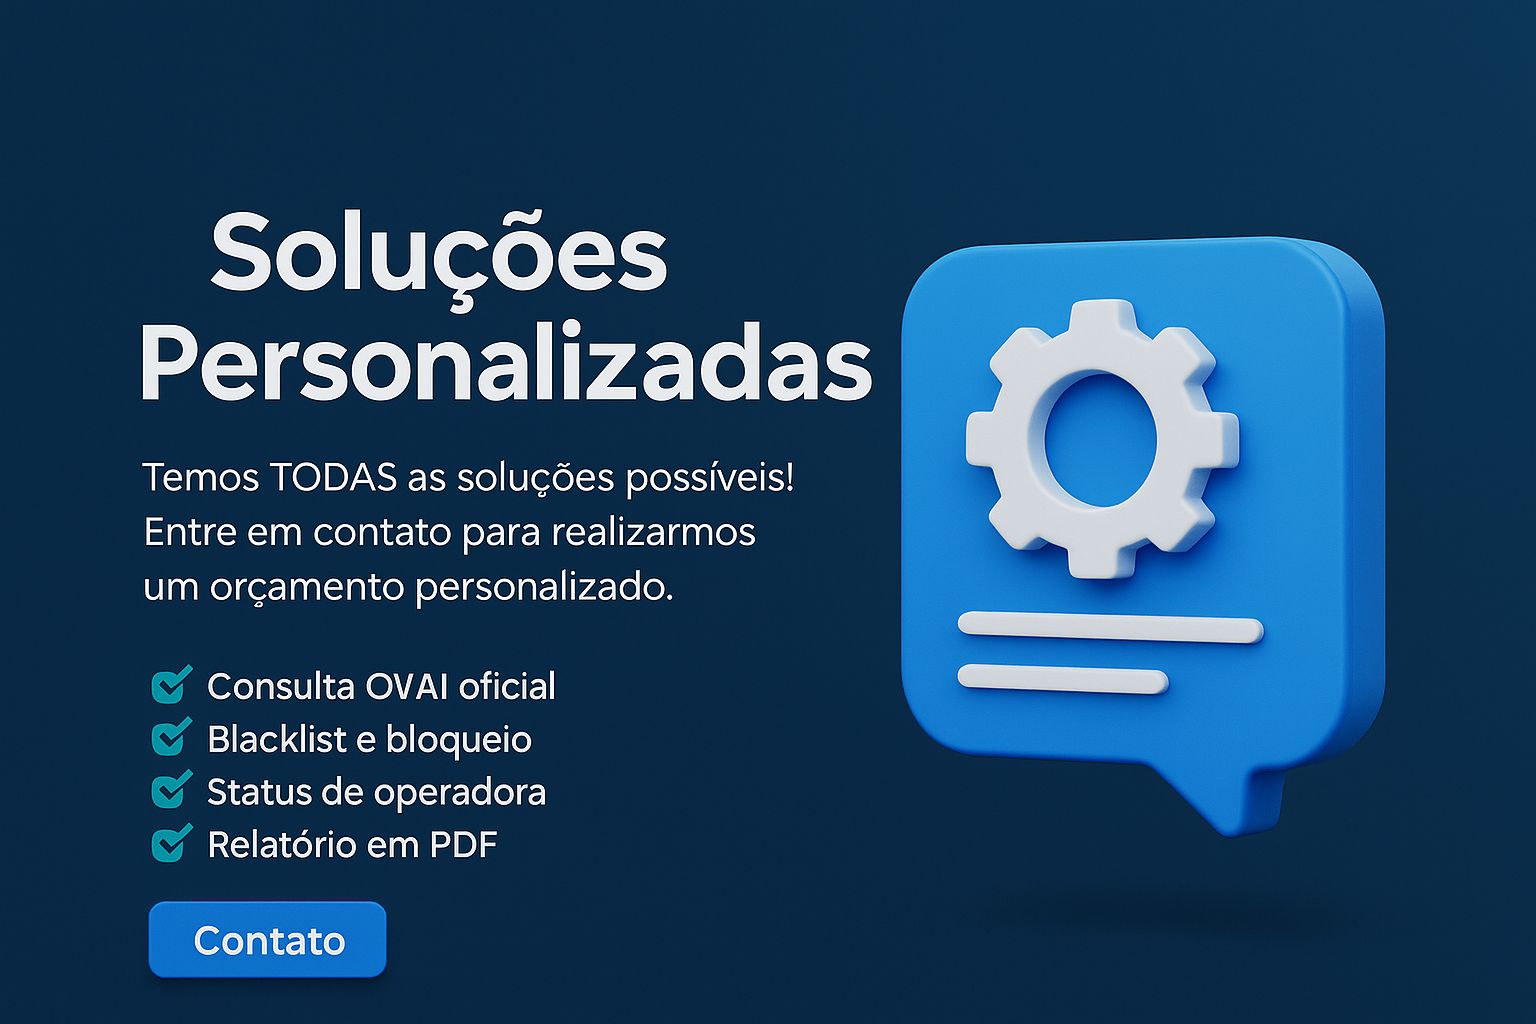 Soluções
Personalizadas
Temos TODAS as soluções possíveis!
Entre em contato para realizarmos
um orçamento personalizado.
Consulta OVAI oficial
Blacklist e bloqueio
Status de operadora
Relatório em PDF
Contato